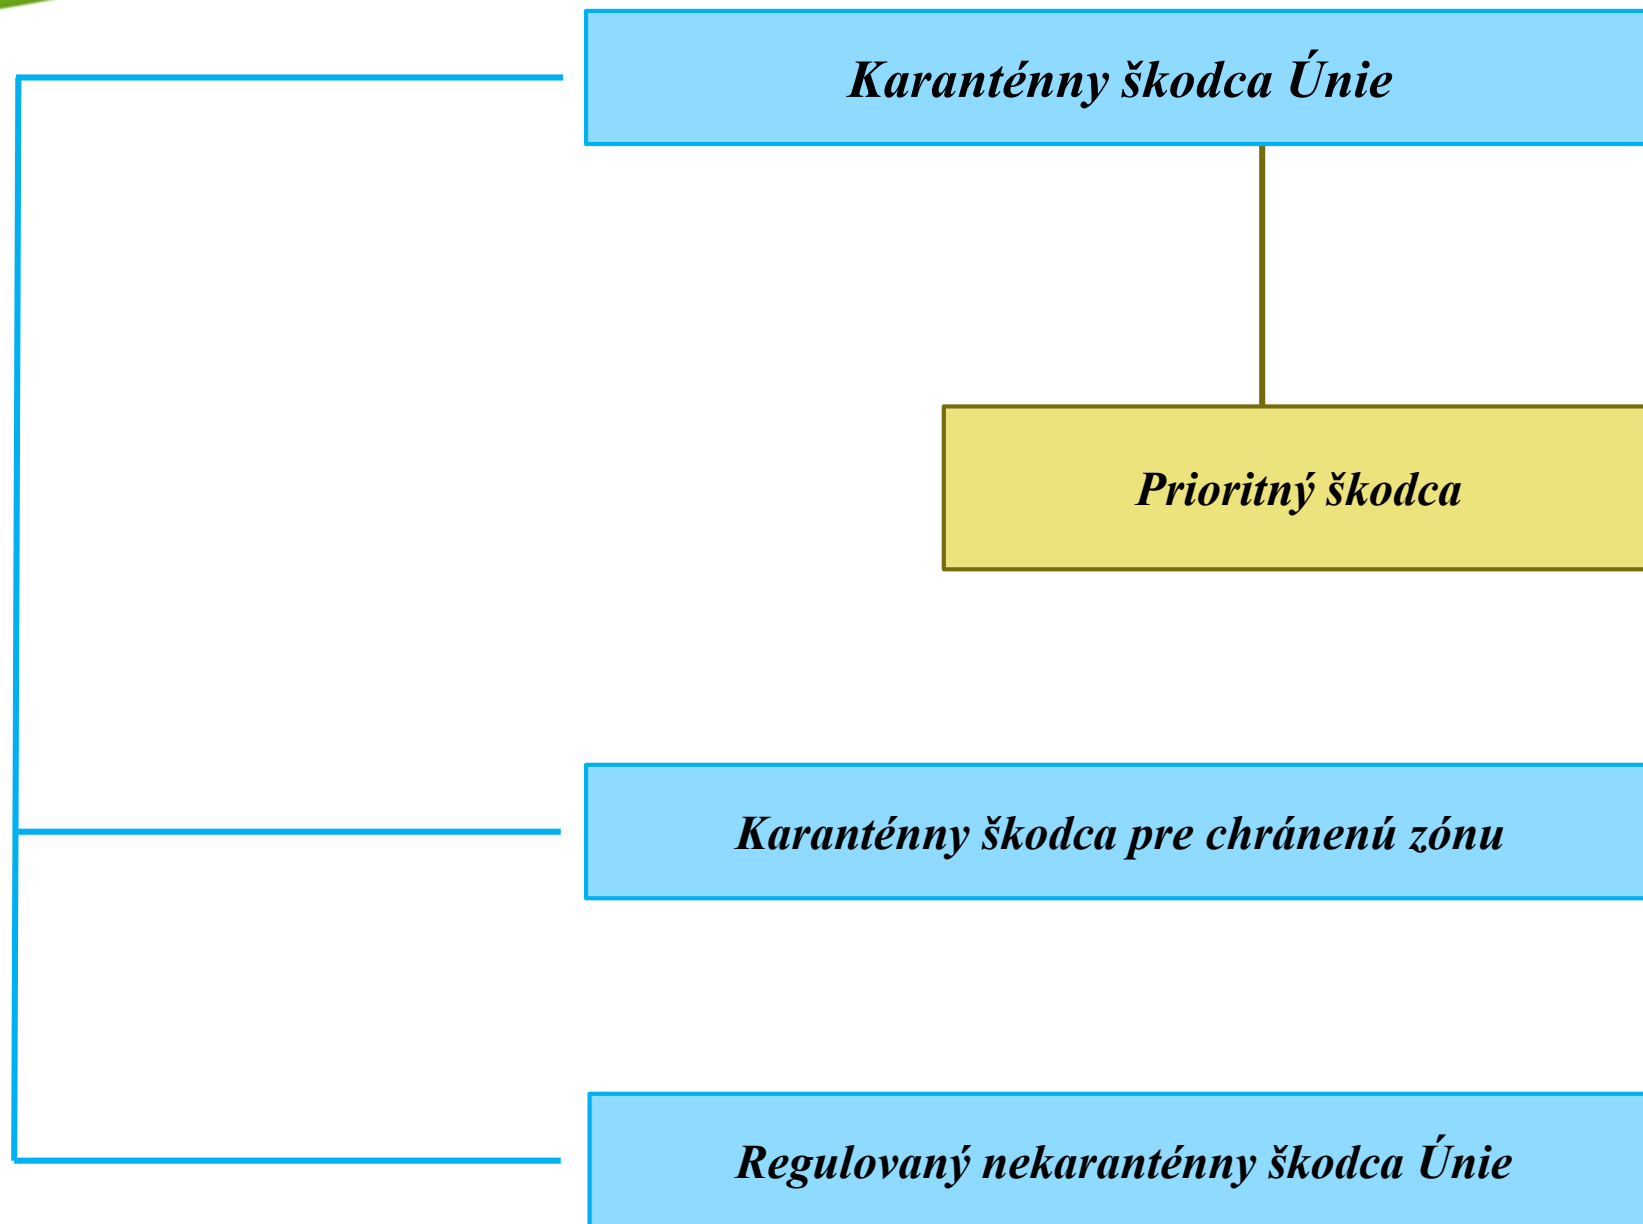 Karanténny škodca Únie
Prioritný škodca
Karanténny škodca pre chránenú zónu
Regulovaný nekaranténny škodca Únie